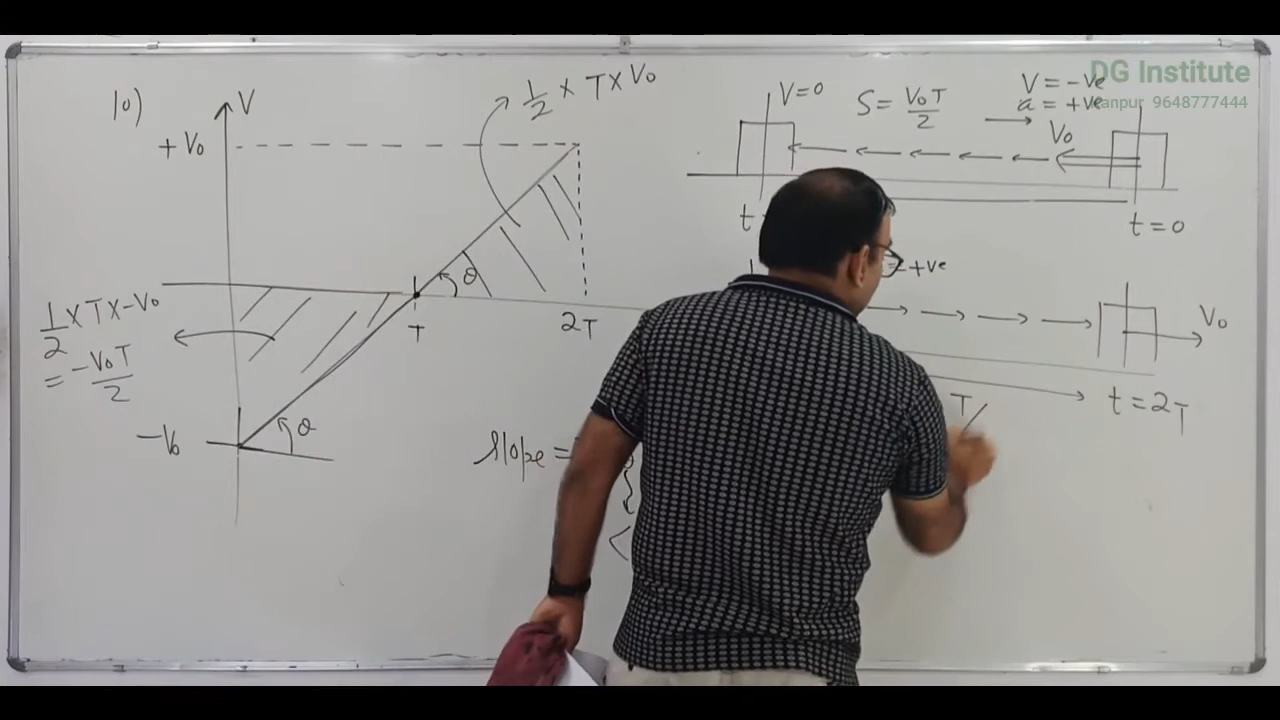 10)
V
+ V₀
1/2 × T × V₀
θ
T
2T
1/2 × T × -V₀
= -V₀T/2
-V₀
θ
slope =
DG Institute
Kanpur 9648777444
V = -ve
a = +ve
V = 0
S = V₀T/2
V₀
t
t = 0
= +ve
V₀
T
t = 2T